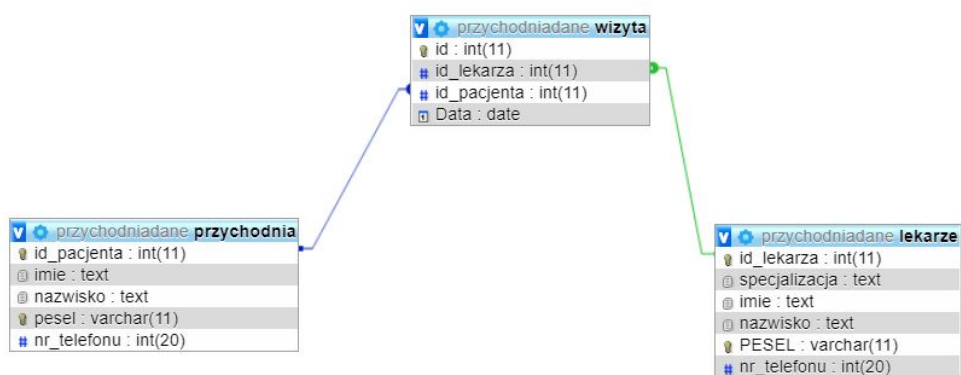 przychodniadane wizyta
id : int(11)
id_lekarza : int(11)
id_pacjenta : int(11)
Data : date
przychodniadane przychodnia
id_pacjenta : int(11)
imie : text
nazwisko : text
pesel : varchar(11)
nr_telefonu : int(20)
przychodniadane lekarze
id_lekarza : int(11)
specjalizacja : text
imie : text
nazwisko : text
PESEL : varchar(11)
nr_telefonu : int(20)